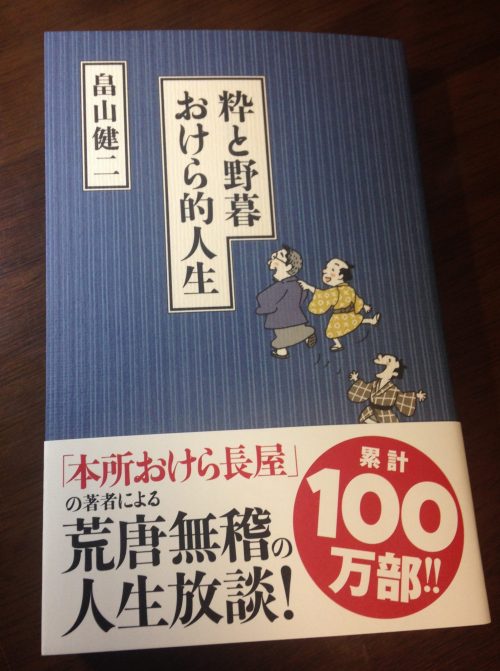 粋と野暮
おけら的人生
畠山健二
「本所おけら長屋」
の著者による
荒唐無稽の
人生放談!
累計
100
万部!!